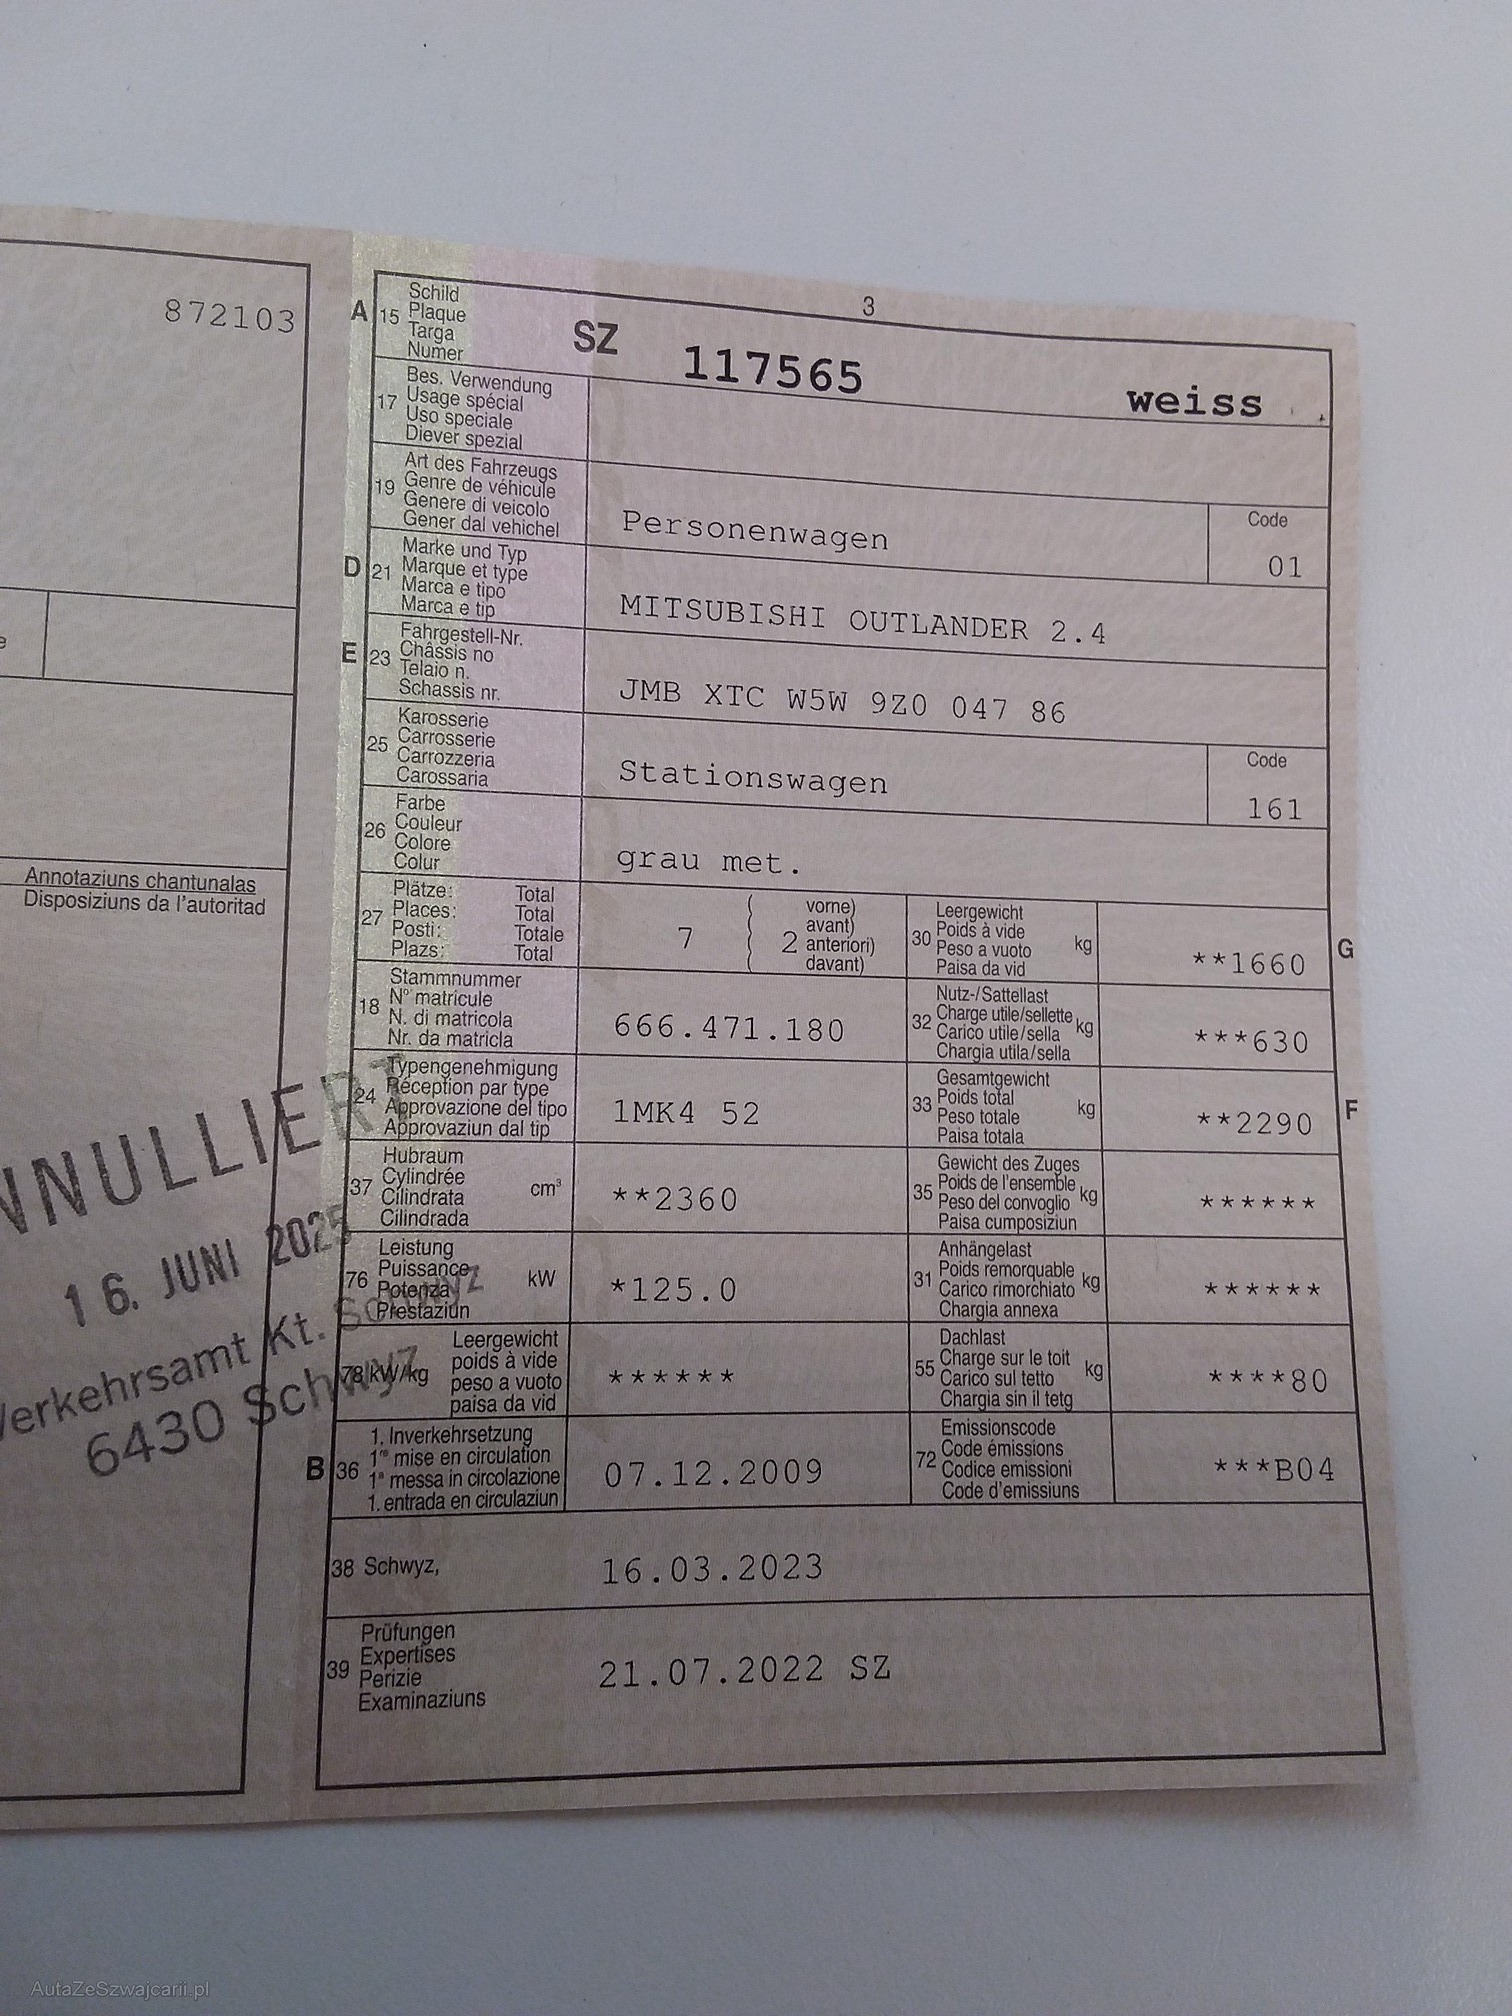 872103
Annotaziuns chantunalas
Disposiziuns da l'autoritad
16. JUNI 2025
Verkehrsamt Kt. Schwyz
6430 Schwyz
3
A 15 Schild
Plaque
Targa
Numer
SZ 117565 weiss
17 Bes. Verwendung
Usage spécial
Uso speciale
Diever spezial
19 Art des Fahrzeugs
Genre de véhicule
Genere di veicolo
Gener dal vehichel
Personenwagen
Code
01
D 21 Marke und Typ
Marque et type
Marca e tipo
Marca e tip
MITSUBISHI OUTLANDER 2.4
E 23 Fahrgestell-Nr.
Châssis no
Telaio n.
Schassis nr.
JMB XTC W5W 9Z0 047 86
25 Karosserie
Carrosserie
Carrozzeria
Carossaria
Stationswagen
Code
161
26 Farbe
Couleur
Colore
Colur
grau met.
27 Plätze: Total
Places: Total
Posti: Totale
Plazs: Total
7
2 vorne)
avant)
anteriori)
davant)
30 Leergewicht
Poids à vide
Peso a vuoto
Paisa da vid
kg
**1660
G
18 Stammnummer
N° matricule
N. di matricola
Nr. da matricla
666.471.180
32 Nutz-/Sattellast
Charge utile/sellette
Carico utile/sella
Chargia utila/sella
kg
***630
24 Typengenehmigung
Réception par type
Approvazione del tipo
Approvaziun dal tip
1MK4 52
33 Gesamtgewicht
Poids total
Peso totale
Paisa totala
kg
**2290
F
37 Hubraum
Cylindrée
Cilindrata
Cilindrada
cm³
**2360
35 Gewicht des Zuges
Poids de l'ensemble
Peso del convoglio
Paisa cumposiziun
kg
******
76 Leistung
Puissance
Potenza
Prestaziun
kW
*125.0
31 Anhängelast
Poids remorquable
Carico rimorchiato
Chargia annexa
kg
******
78 kW/kg
Leergewicht
poids à vide
peso a vuoto
paisa da vid
******
55 Dachlast
Charge sur le toit
Carico sul tetto
Chargia sin il tetg
kg
****80
B 36 1. Inverkehrsetzung
1re mise en circulation
1a messa in circolazione
1. entrada en circulaziun
07.12.2009
72 Emissionscode
Code émissions
Codice emissioni
Code d'emissiuns
***B04
38 Schwyz,
16.03.2023
39 Prüfungen
Expertises
Perizie
Examinaziuns
21.07.2022 SZ
AutaZeSzwajcarii.pl